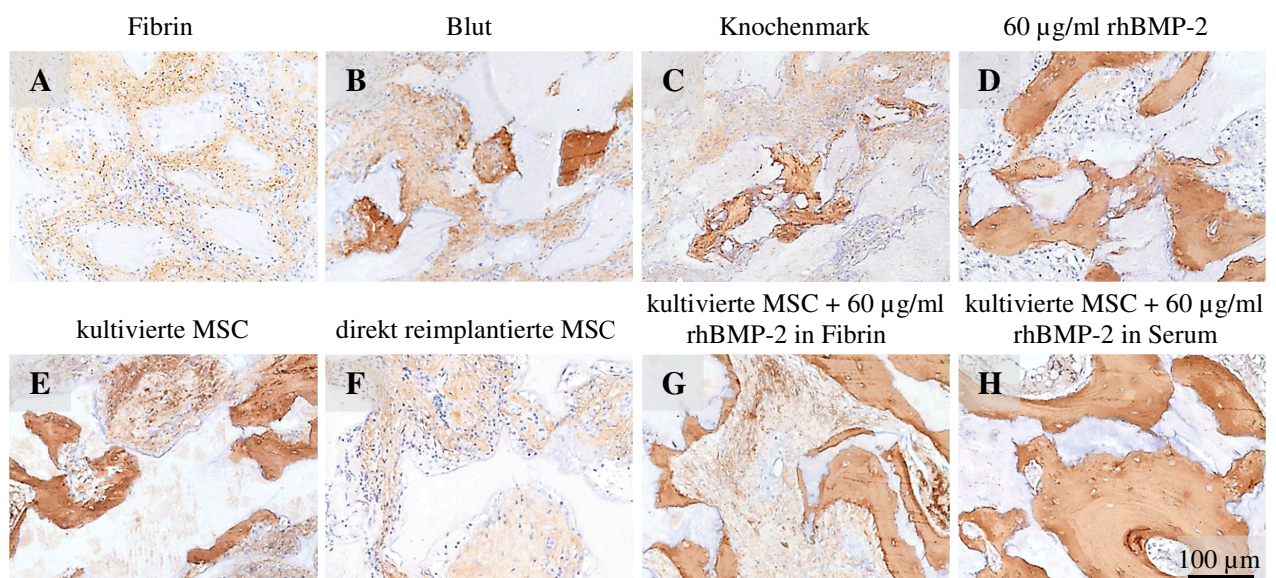 Fibrin
Blut
Knochenmark
60 µg/ml rhBMP-2
A
B
C
D
kultivierte MSC
direkt reimplantierte MSC
kultivierte MSC + 60 µg/ml
rhBMP-2 in Fibrin
kultivierte MSC + 60 µg/ml
rhBMP-2 in Serum
E
F
G
H
100 µm